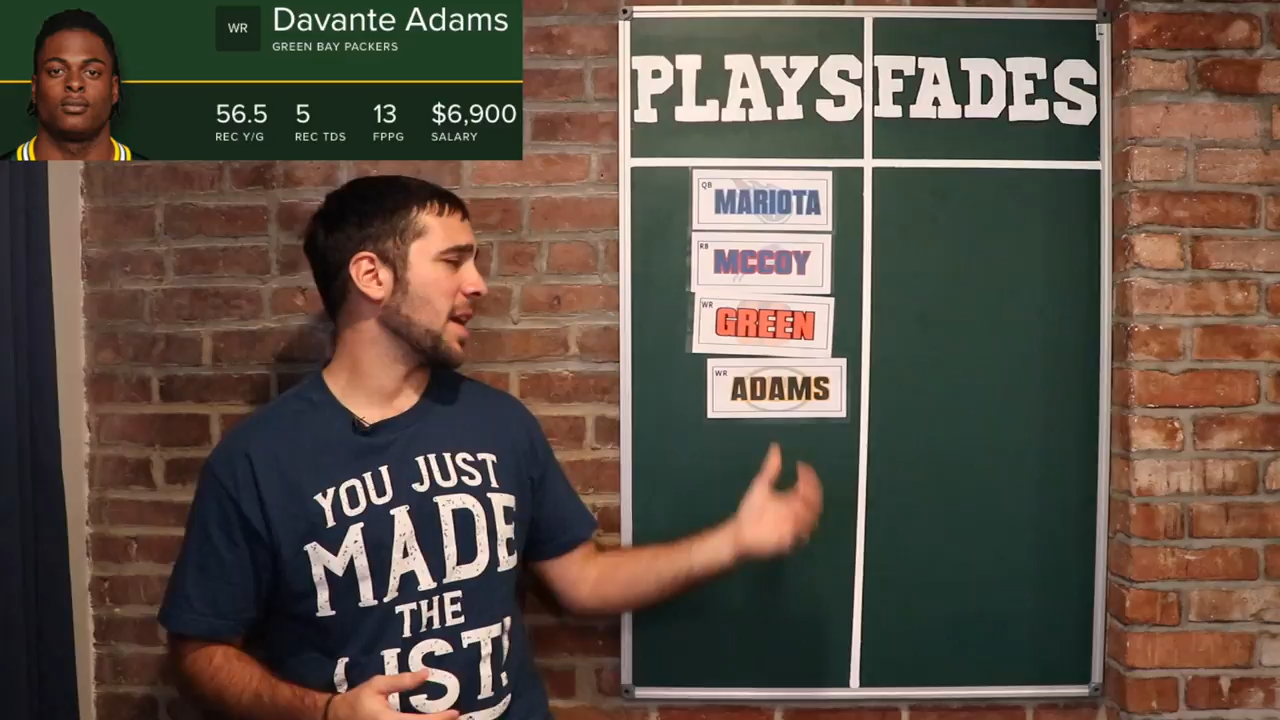 WR
Davante Adams
GREEN BAY PACKERS
56.5 5 13 $6,900
REC Y/G REC TDS FPPG SALARY
PLAYS FADES
QB
MARIOTA
RB
MCCOY
WR
GREEN
WR
ADAMS
YOU JUST
MADE
THE
LIST!